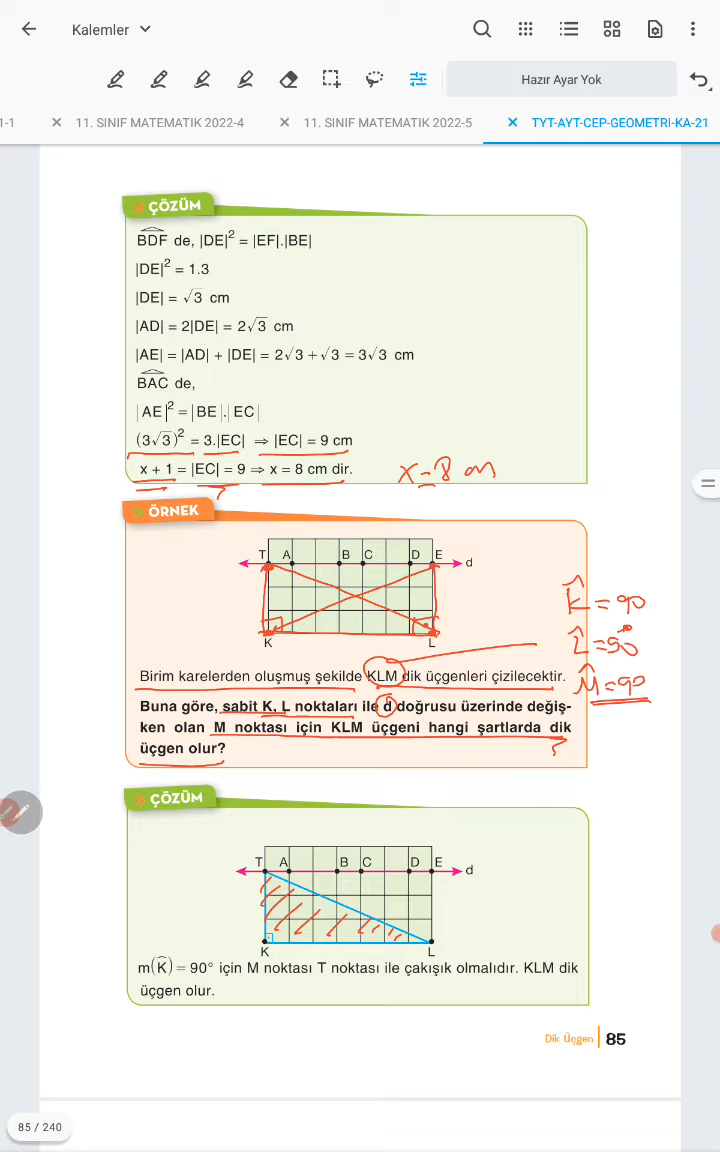 Kalemler
Hazır Ayar Yok
1-1
11. SINIF MATEMATIK 2022-4
11. SINIF MATEMATIK 2022-5
TYT-AYT-CEP-GEOMETRI-KA-21
ÇÖZÜM
BDF de, |DE|² = |EF|.|BE|
|DE|² = 1.3
|DE| = √3 cm
|AD| = 2|DE| = 2√3 cm
|AE| = |AD| + |DE| = 2√3 + √3 = 3√3 cm
BAC de,
|AE|² = |BE|.|EC|
(3√3)² = 3.|EC| ⇒ |EC| = 9 cm
x + 1 = |EC| = 9 ⇒ x = 8 cm dir.
x = 8 cm
ÖRNEK
T A B C D E d
K L
K̂ = 90
L̂ = 90°
M̂ = 90
Birim karelerden oluşmuş şekilde KLM dik üçgenleri çizilecektir.
Buna göre, sabit K, L noktaları ile d doğrusu üzerinde değiş-
ken olan M noktası için KLM üçgeni hangi şartlarda dik
üçgen olur?
ÇÖZÜM
T A B C D E d
K L
m(K̂) = 90° için M noktası T noktası ile çakışık olmalıdır. KLM dik
üçgen olur.
Dik Üçgen 85
85 / 240